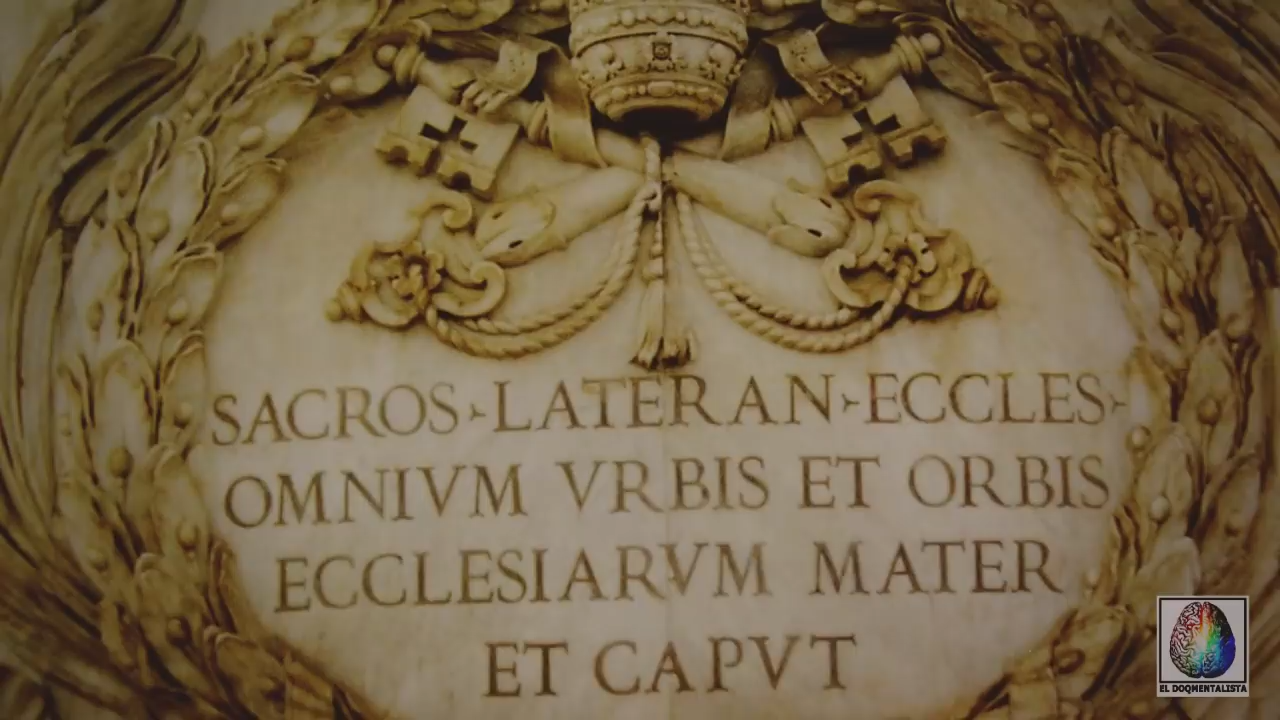 SACROS · LATERAN · ECCLES ·
OMNIVM VRBIS ET ORBIS
ECCLESIARVM MATER
ET CAPVT
EL DOQMENTALISTA